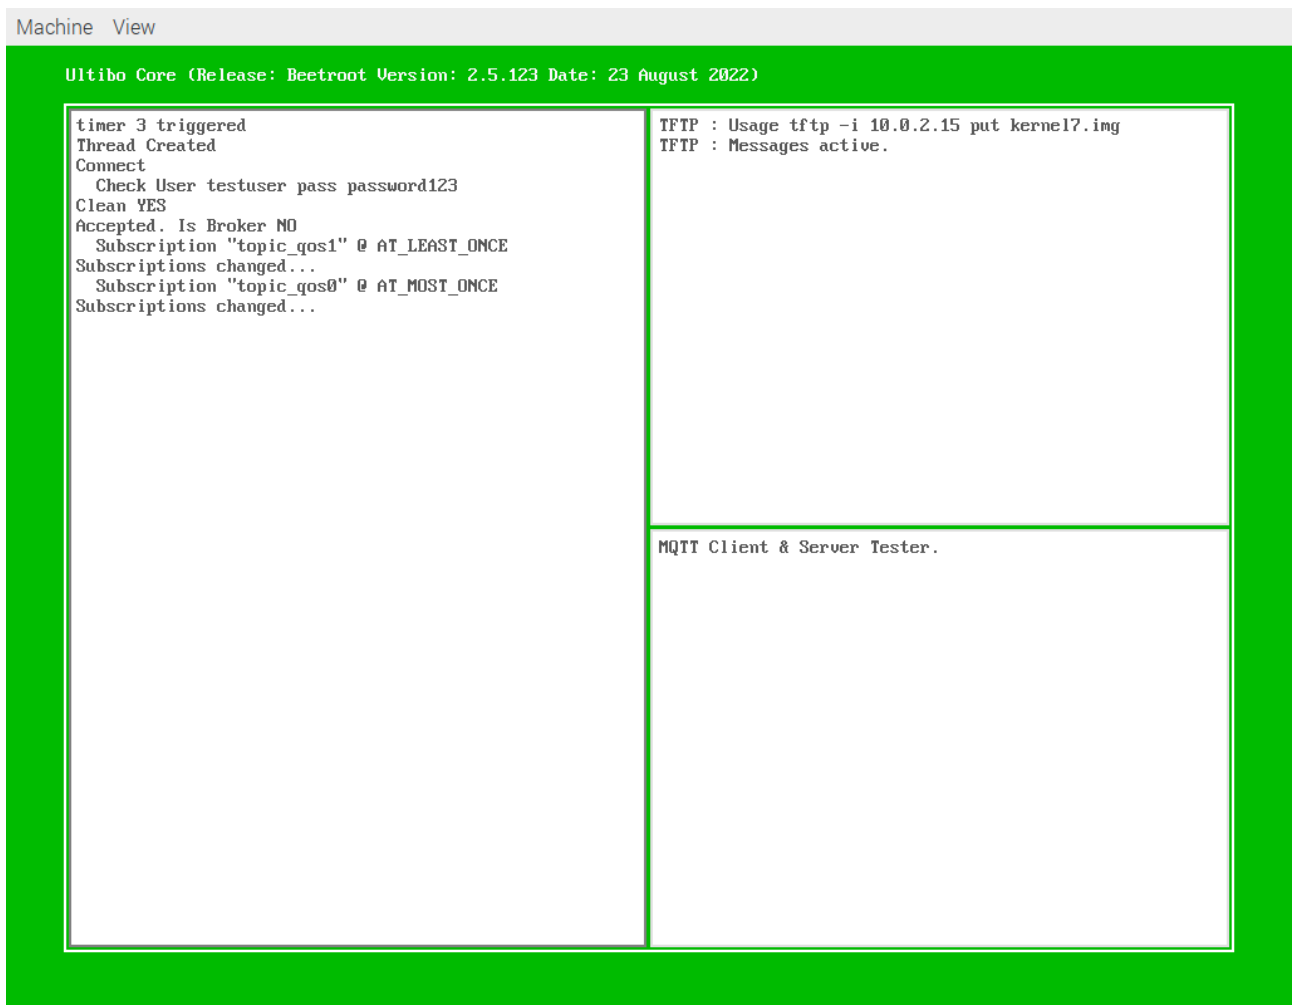 Machine View
Ultibo Core (Release: Beetroot Version: 2.5.123 Date: 23 August 2022)
timer 3 triggered
Thread Created
Connect
Check User testuser pass password123
Clean YES
Accepted. Is Broker NO
Subscription "topic_qos1" @ AT_LEAST_ONCE
Subscriptions changed...
Subscription "topic_qos0" @ AT_MOST_ONCE
Subscriptions changed...
TFTP : Usage tftp -i 10.0.2.15 put kernel7.img
TFTP : Messages active.
MQTT Client & Server Tester.